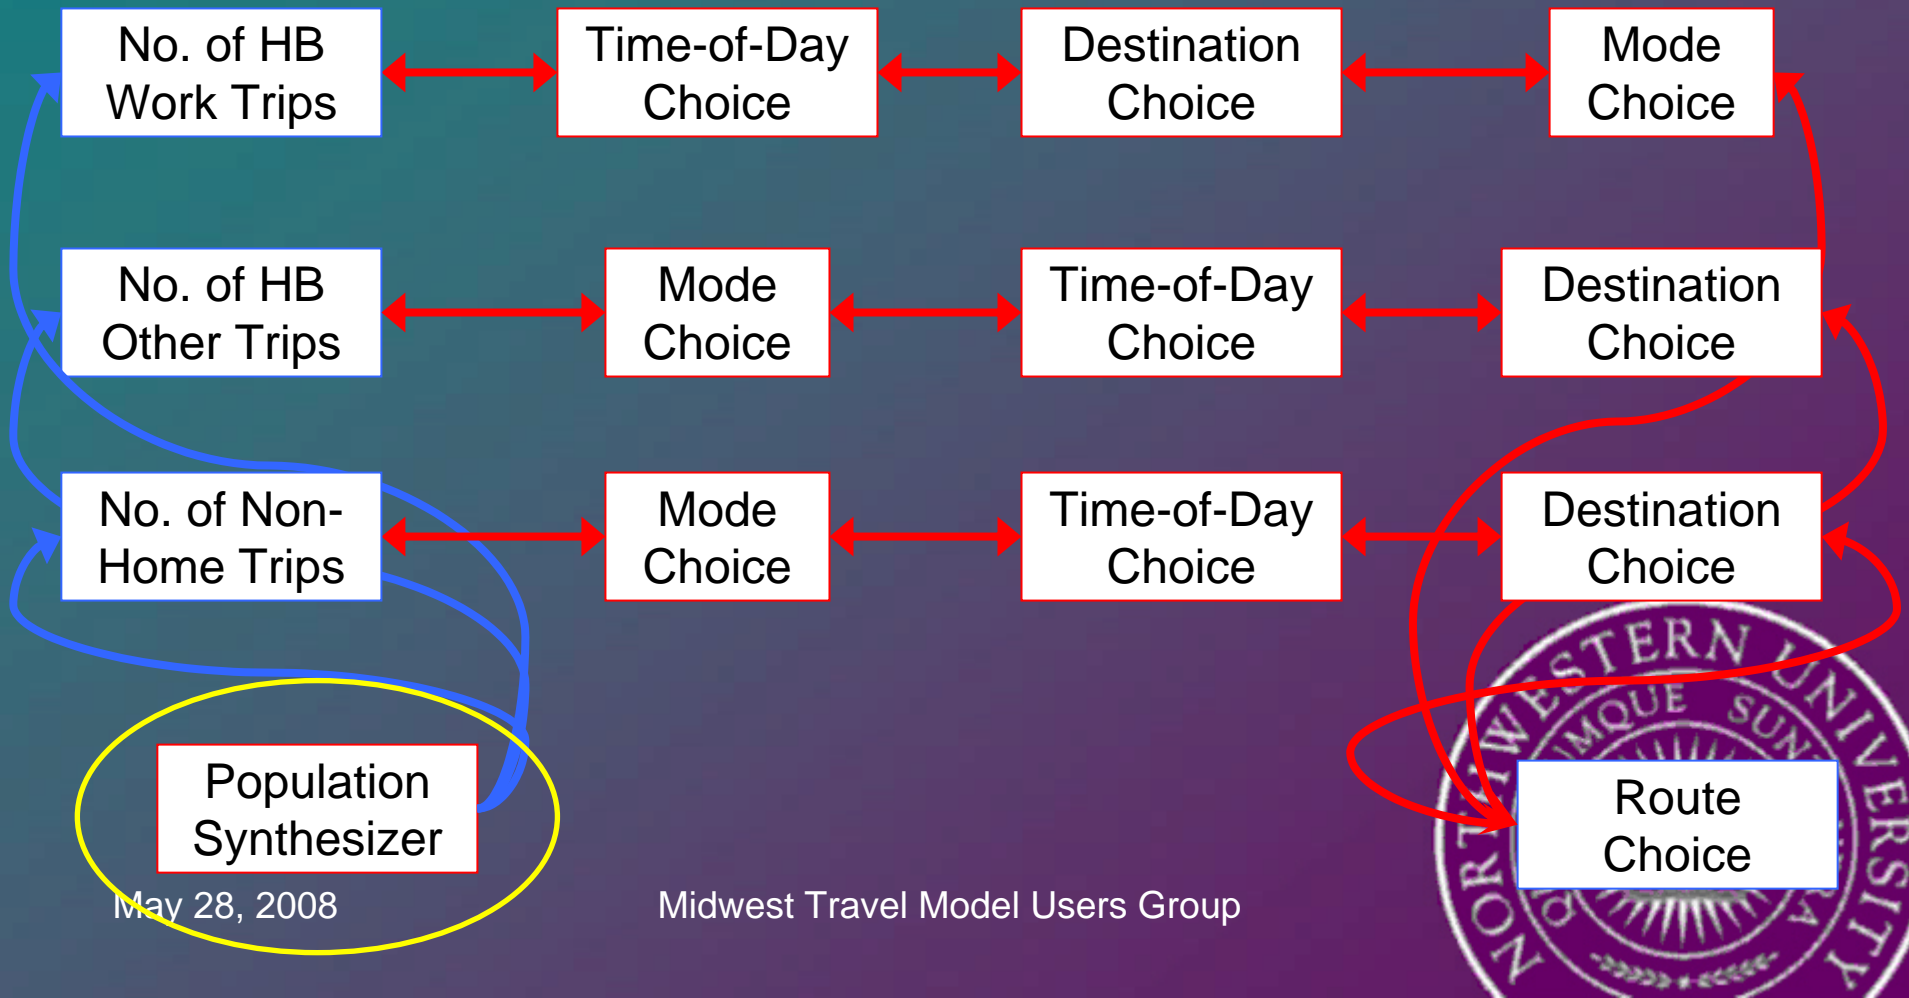 No. of HB
Work Trips
Time-of-Day
Choice
Destination
Choice
Mode
Choice
No. of HB
Other Trips
Mode
Choice
Time-of-Day
Choice
Destination
Choice
No. of Non-
Home Trips
Mode
Choice
Time-of-Day
Choice
Destination
Choice
Population
Synthesizer
Route
Choice
May 28, 2008
Midwest Travel Model Users Group
NORTHWESTERN UNIVERSITY